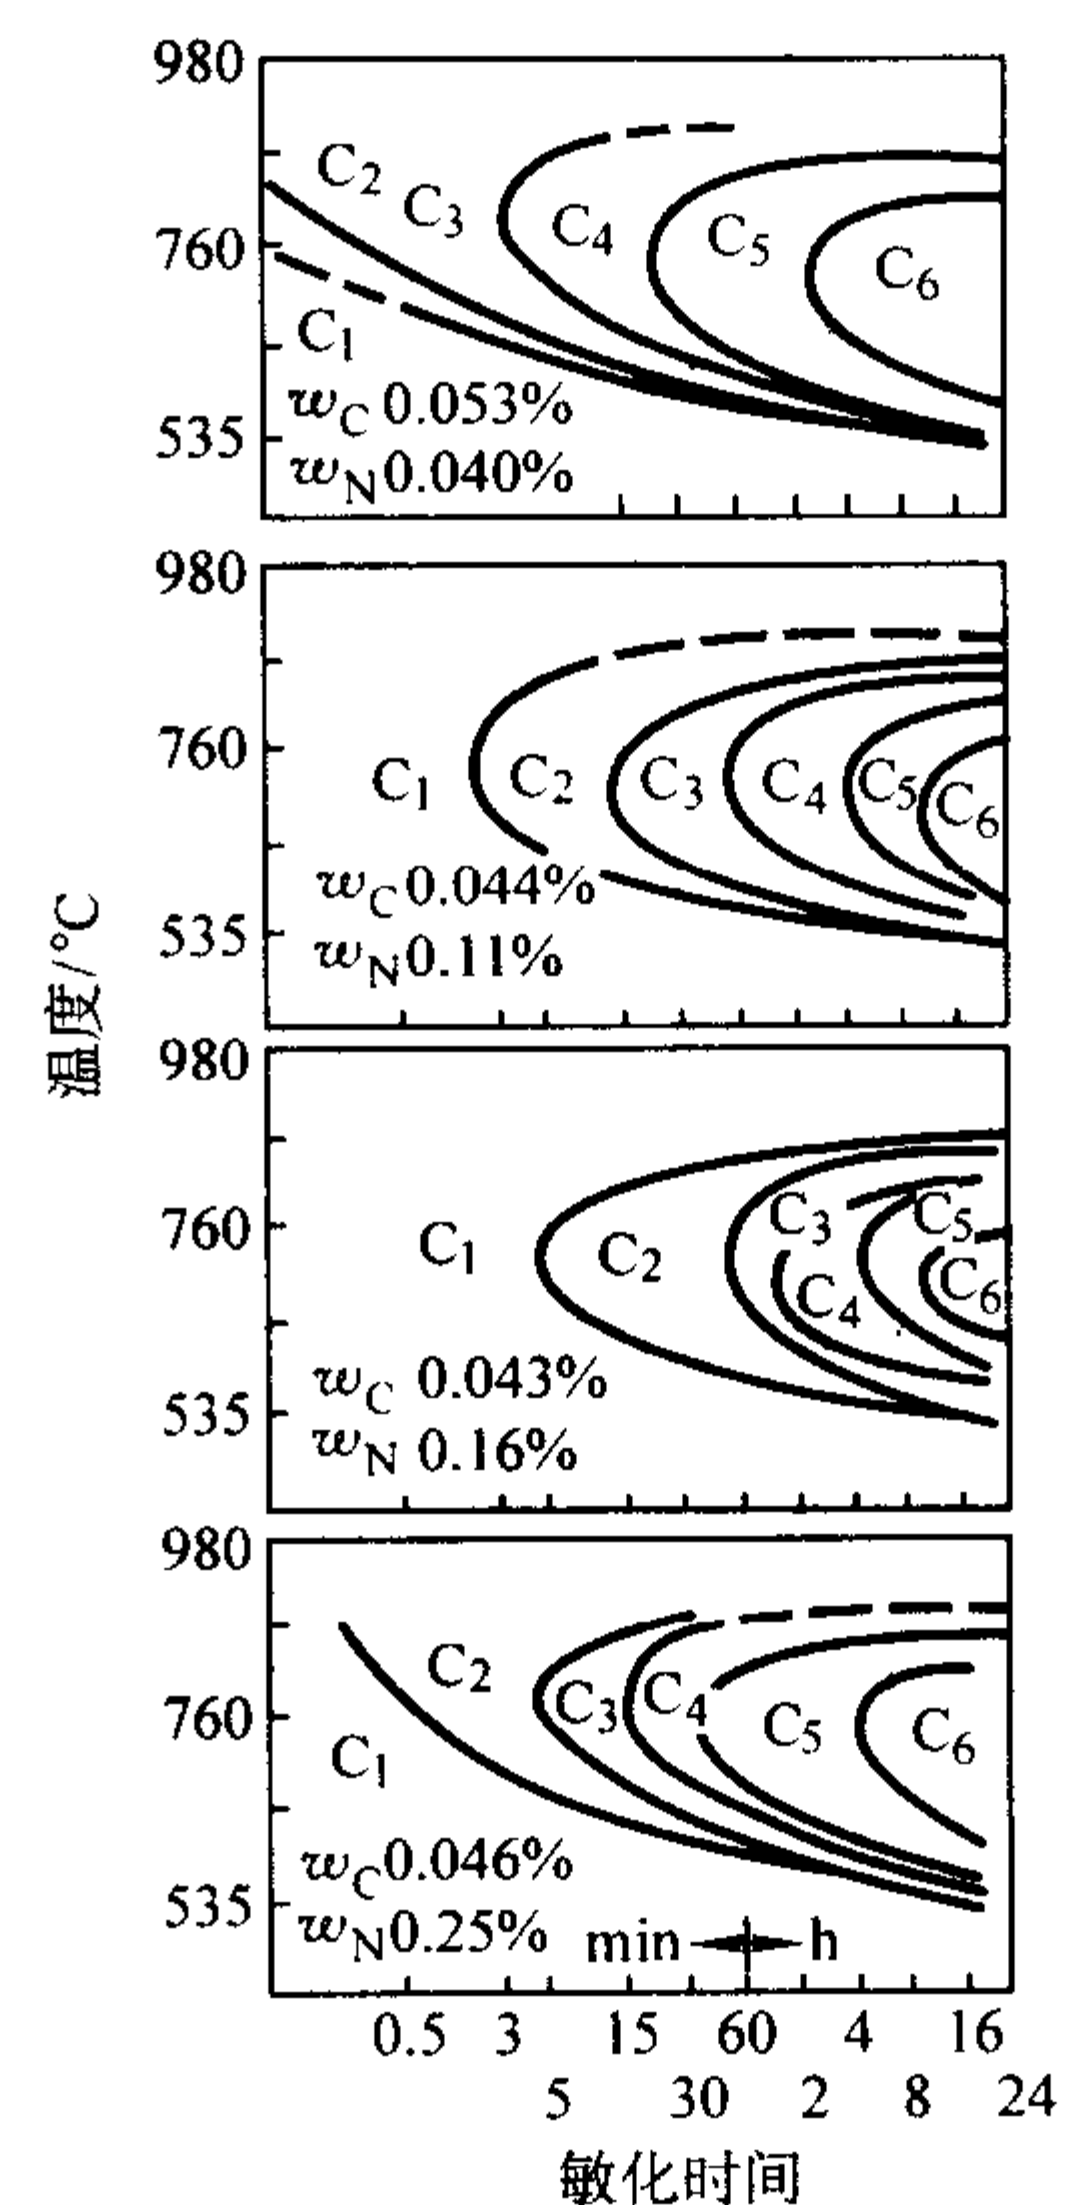 980
C2
C3
C4
C5
C6
760
C1
wC 0.053%
535
wN 0.040%
980
760
C1
C2
C3
C4
C5
C6
wC 0.044%
535
wN 0.11%
温度/°C
980
760
C1
C2
C3
C4
C5
C6
wC 0.043%
535
wN 0.16%
980
C2
C3
C4
C5
C6
760
C1
wC 0.046%
535
wN 0.25%
min
h
0.5 3 15 60 4 16
5 30 2 8 24
敏化时间